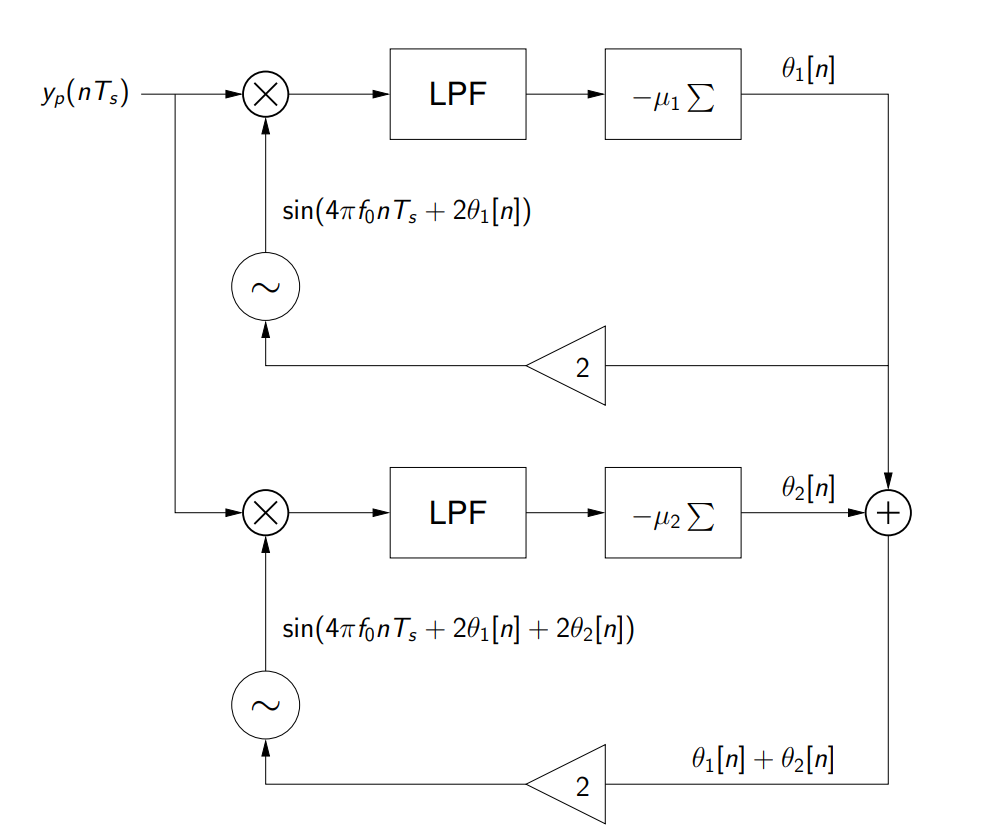 y_p(nT_s)
LPF
−μ_1 ∑
θ_1[n]
sin(4πf_0nT_s + 2θ_1[n])
∼
2
LPF
−μ_2 ∑
θ_2[n]
+
sin(4πf_0nT_s + 2θ_1[n] + 2θ_2[n])
∼
θ_1[n] + θ_2[n]
2